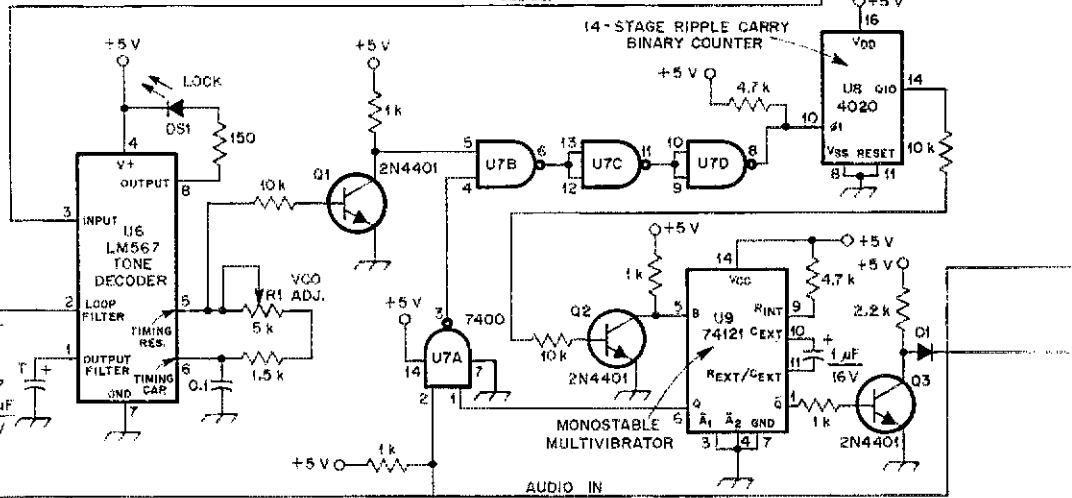 +5 V
16
VDD
14-STAGE RIPPLE CARRY
BINARY COUNTER
U8
4020
Q10
14
10
ø1
VSS RESET
8
11
10 k
+5 V
4.7 k
+5 V
LOCK
DS1
150
4
V+
OUTPUT
8
3
INPUT
U6
LM567
TONE
DECODER
2
LOOP
FILTER
5
TIMING
RES.
1
OUTPUT
FILTER
6
TIMING
CAP.
GND
7
+
0.1
R1
5 k
VCO
ADJ.
1.5 k
10 k
Q1
2N4401
+5 V
1 k
5
4
U7B
6
13
12
U7C
11
10
9
U7D
8
3
7400
+5 V
14
U7A
7
2
1
+5 V
1 k
+5 V
1 k
Q2
10 k
2N4401
14
VCC
5
B
U9
74121
RINT
9
CEXT
10
11
REXT/CEXT
6
Q
Q̄
1
Ā1 Ā2 GND
3
4
7
MONOSTABLE
MULTIVIBRATOR
+5 V
4.7 k
+
1 µF
16 V
+5 V
2.2 k
D1
Q3
1 k
2N4401
AUDIO IN